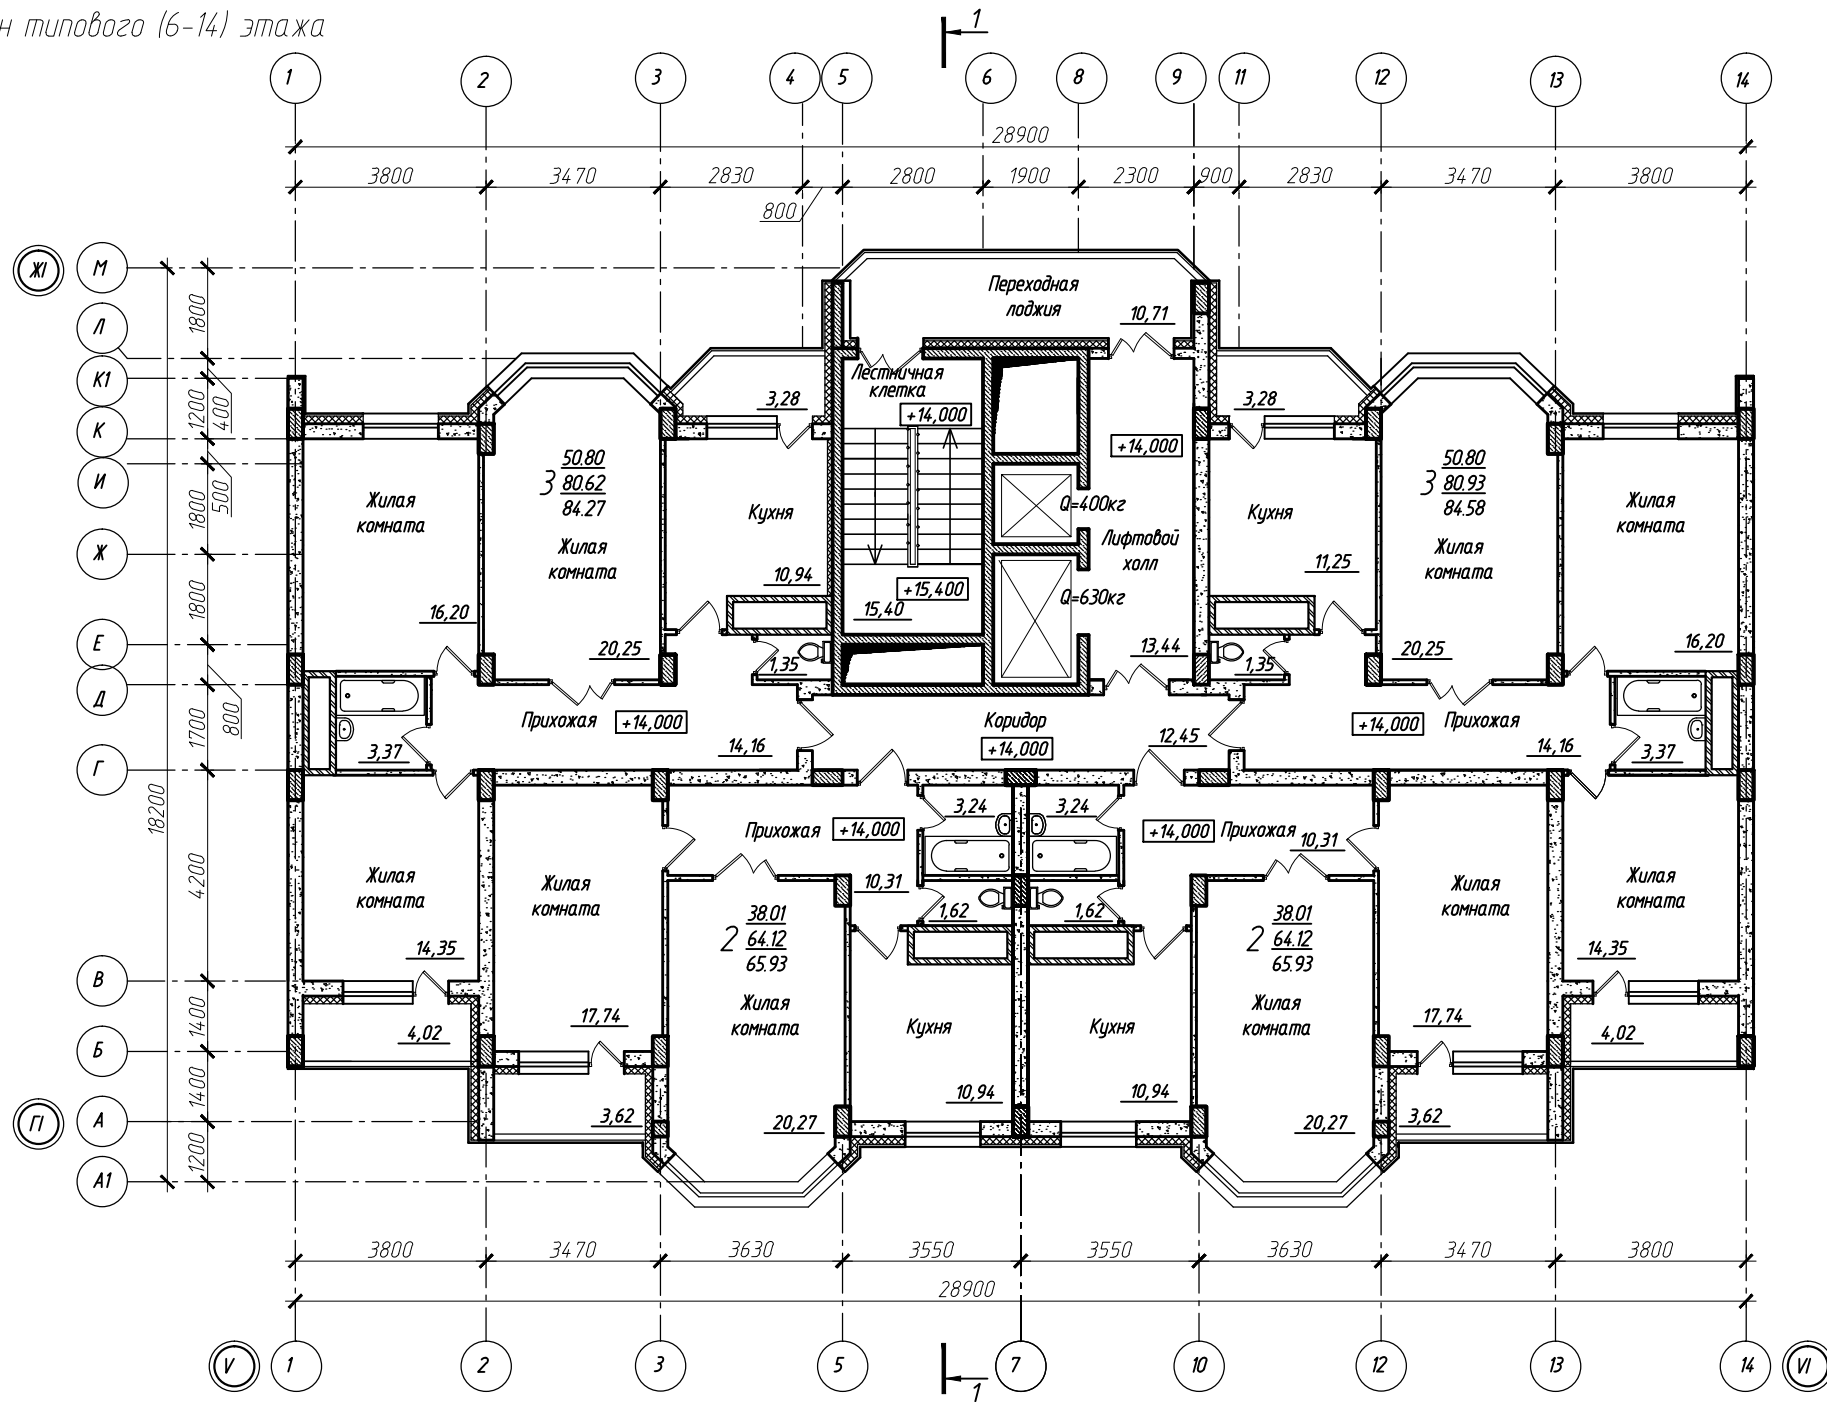 н типового (6-14) этажа
1
1 2 3 4 5 6 8 9 11 12 13 14
28900
3800 3470 2830 2800 1900 2300 900 2830 3470 3800
800
ЖI М
Л
К1
К
И
Ж
Е
Д
Г
В
Б
ГI А
А1
1800
400
1200
500
1800
1800
800
1700
4200
1400
1400
1200
18200
Переходная
лоджия
10,71
Лестничная
клетка
+14,000
3,28
3,28
+14,000
Жилая
комната
16,20
50.80
3 80.62
84.27
Жилая
комната
20,25
Кухня
10,94
+15,400
15,40
Q=400кг
Лифтовой
холл
Q=630кг
13,44
Кухня
11,25
50.80
3 80.93
84.58
Жилая
комната
20,25
Жилая
комната
16,20
1,35
1,35
3,37
Прихожая +14,000
14,16
Коридор
+14,000
12,45
+14,000 Прихожая
14,16
3,37
Жилая
комната
14,35
Жилая
комната
17,74
Прихожая +14,000
10,31
3,24
3,24
1,62
1,62
+14,000 Прихожая
10,31
Жилая
комната
17,74
Жилая
комната
14,35
38.01
2 64.12
65.93
Жилая
комната
20,27
38.01
2 64.12
65.93
Жилая
комната
20,27
Кухня
10,94
Кухня
10,94
4,02
3,62
3,62
4,02
3800 3470 3630 3550 3550 3630 3470 3800
28900
V 1 2 3 5 7 10 12 13 14 VI
1